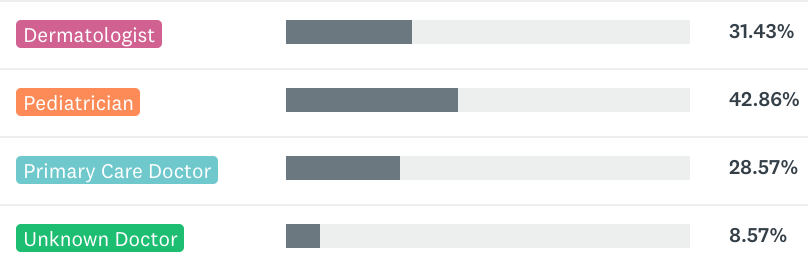 Dermatologist 31.43%
Pediatrician 42.86%
Primary Care Doctor 28.57%
Unknown Doctor 8.57%